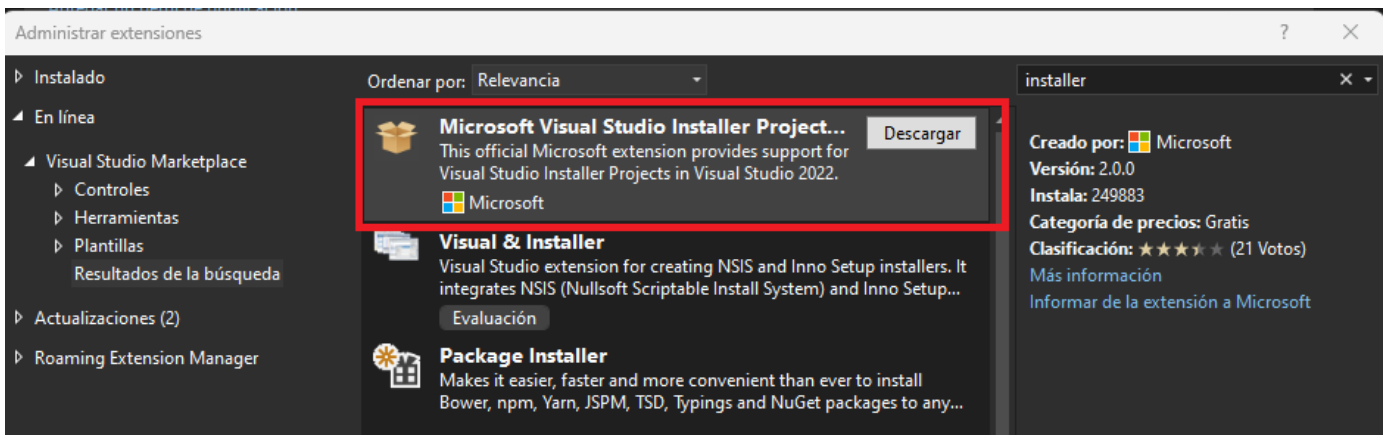 Administrar extensiones
?
Instalado
En línea
Visual Studio Marketplace
Controles
Herramientas
Plantillas
Resultados de la búsqueda
Actualizaciones (2)
Roaming Extension Manager
Ordenar por: Relevancia
Microsoft Visual Studio Installer Project...
Descargar
This official Microsoft extension provides support for
Visual Studio Installer Projects in Visual Studio 2022.
Microsoft
Visual & Installer
Visual Studio extension for creating NSIS and Inno Setup installers. It
integrates NSIS (Nullsoft Scriptable Install System) and Inno Setup...
Evaluación
Package Installer
Makes it easier, faster and more convenient than ever to install
Bower, npm, Yarn, JSPM, TSD, Typings and NuGet packages to any...
installer
Creado por: Microsoft
Versión: 2.0.0
Instala: 249883
Categoría de precios: Gratis
Clasificación: (21 Votos)
Más información
Informar de la extensión a Microsoft